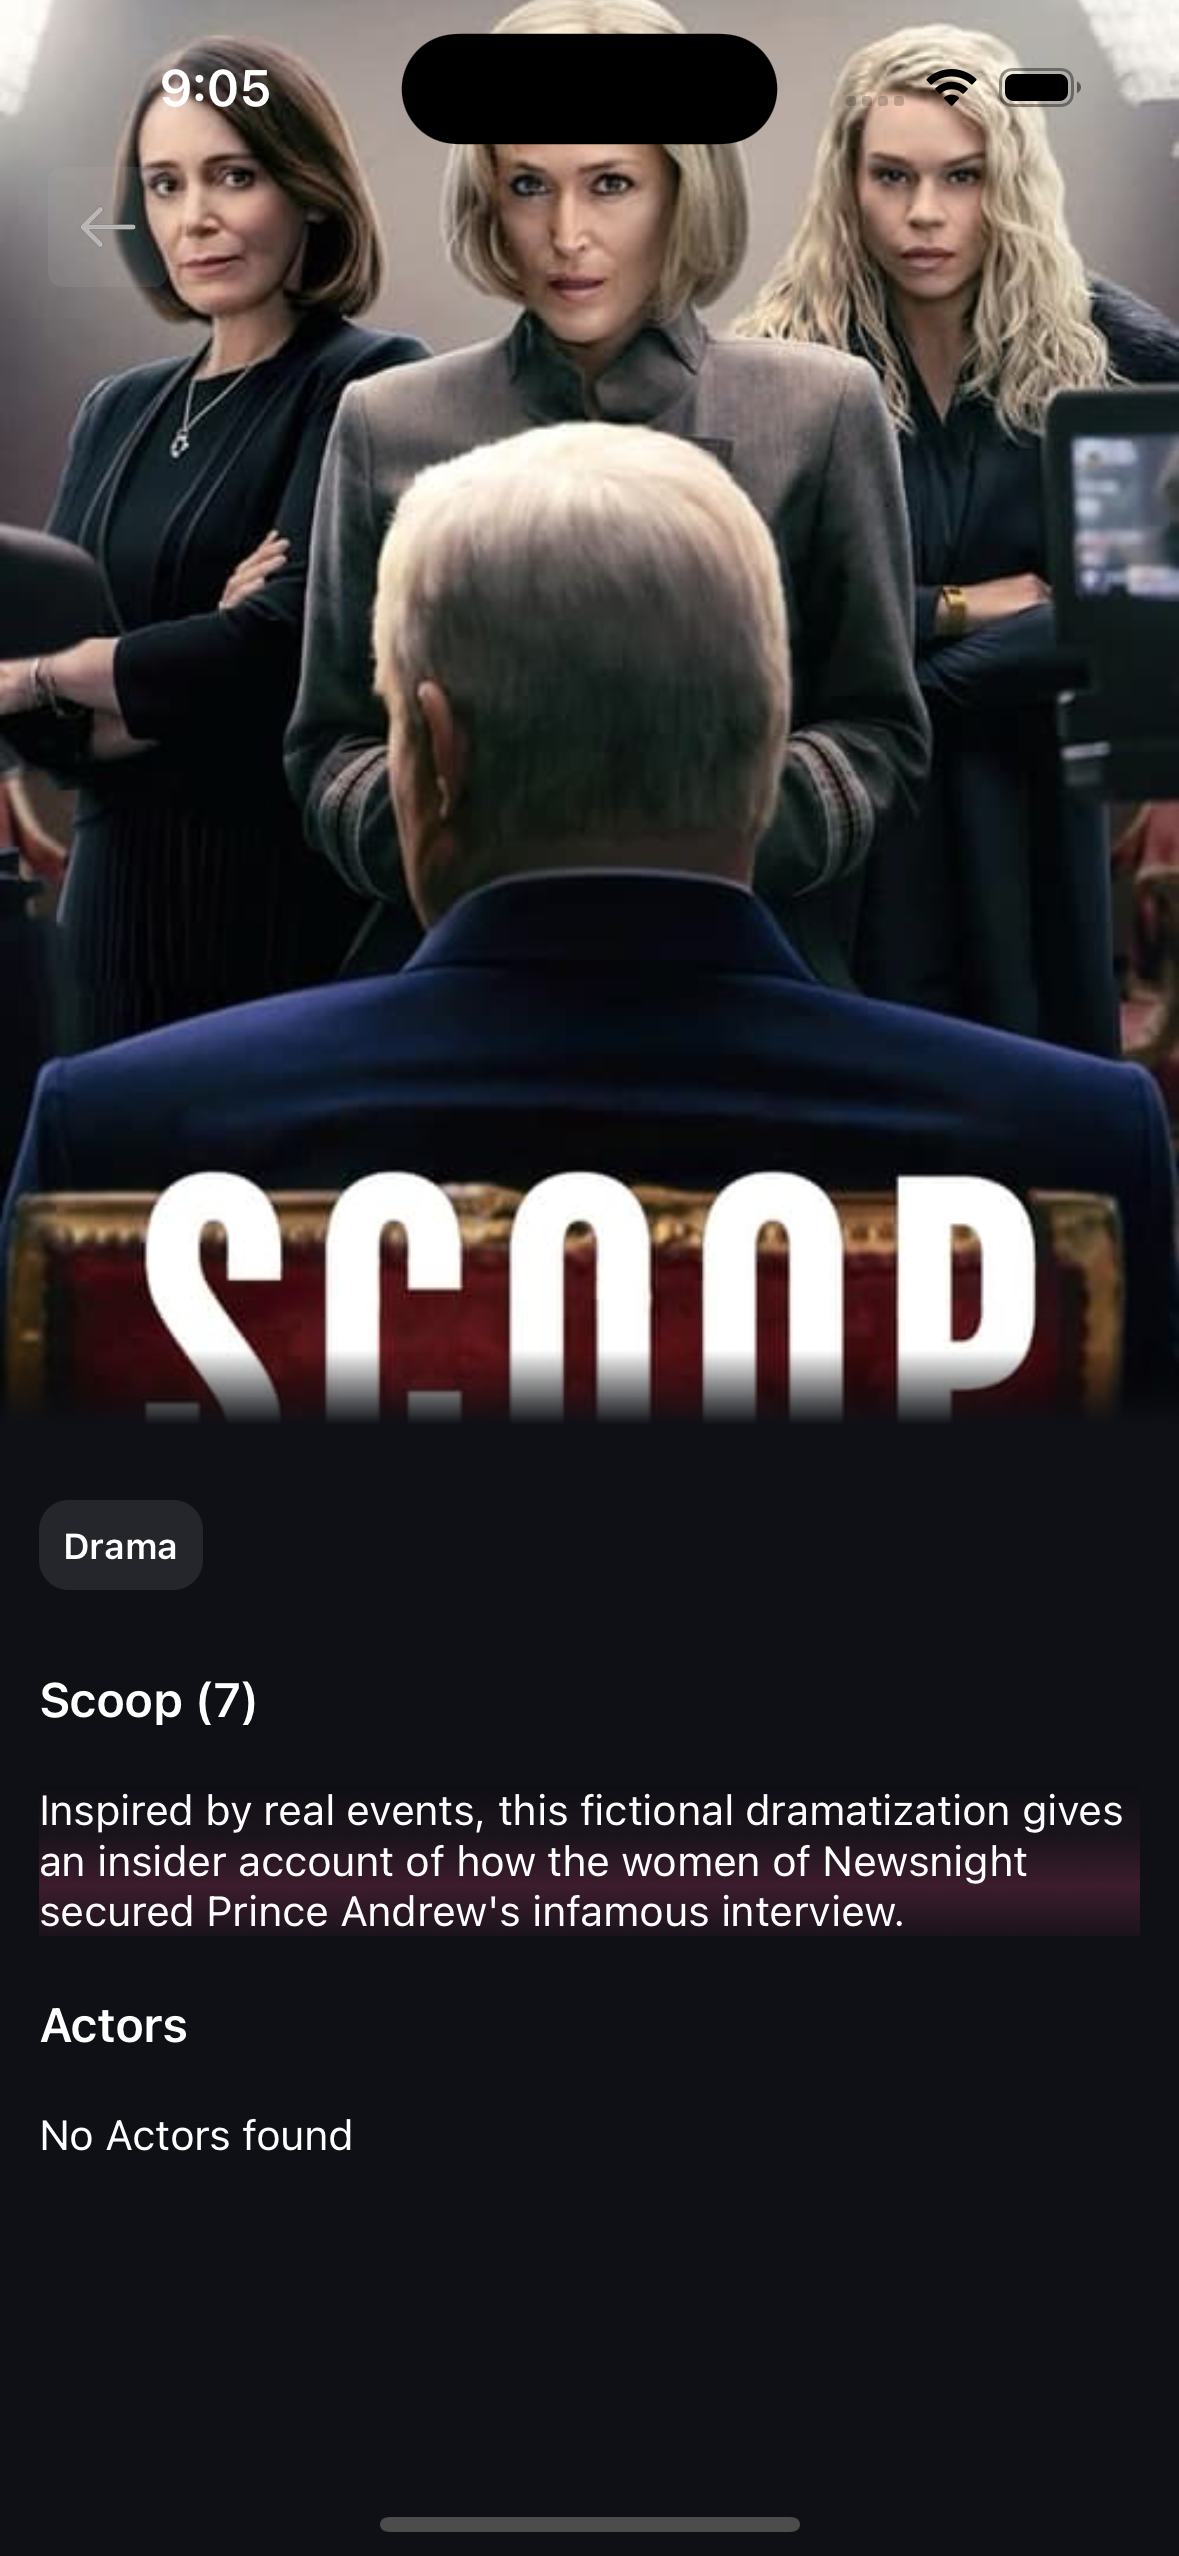 9:05
SCOOP
Drama
Scoop (7)
Inspired by real events, this fictional dramatization gives
an insider account of how the women of Newsnight
secured Prince Andrew's infamous interview.
Actors
No Actors found